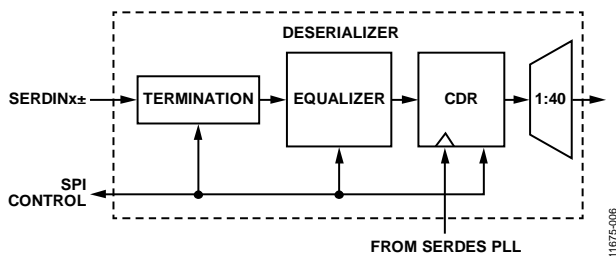 DESERIALIZER
SERDINx±
TERMINATION
EQUALIZER
CDR
1:40
SPI
CONTROL
FROM SERDES PLL
11675-006